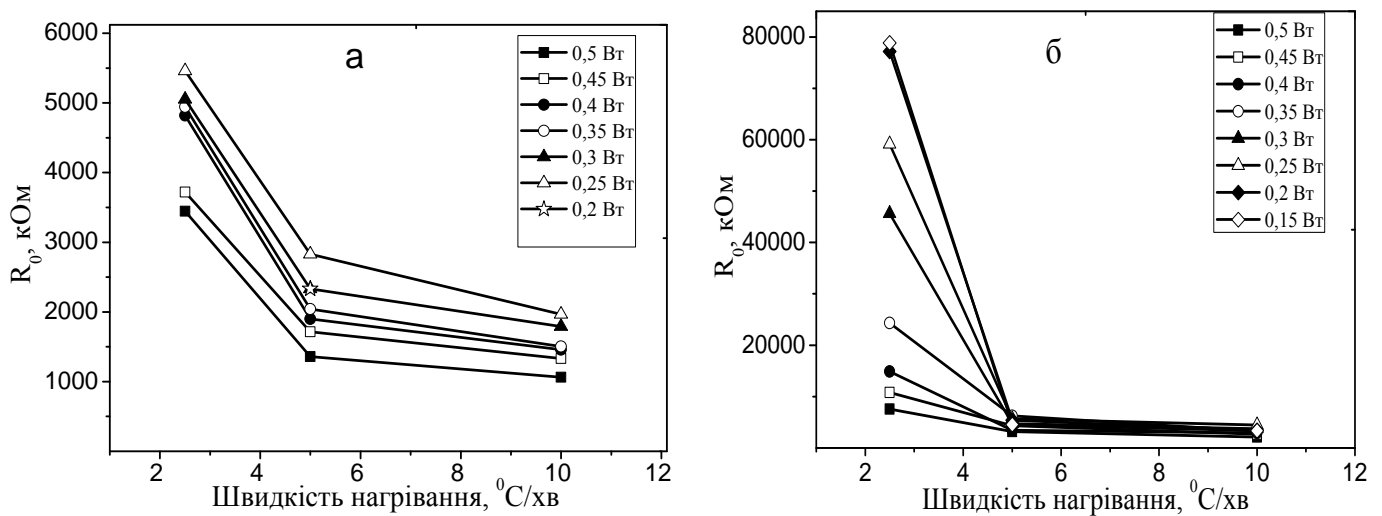 а
6000
5000
4000
3000
2000
1000
R₀, кОм
2 4 6 8 10 12
Швидкість нагрівання, ⁰С/хв
0,5 Вт
0,45 Вт
0,4 Вт
0,35 Вт
0,3 Вт
0,25 Вт
0,2 Вт
б
80000
60000
40000
20000
R₀, кОм
2 4 6 8 10 12
Швидкість нагрівання, ⁰С/хв
0,5 Вт
0,45 Вт
0,4 Вт
0,35 Вт
0,3 Вт
0,25 Вт
0,2 Вт
0,15 Вт